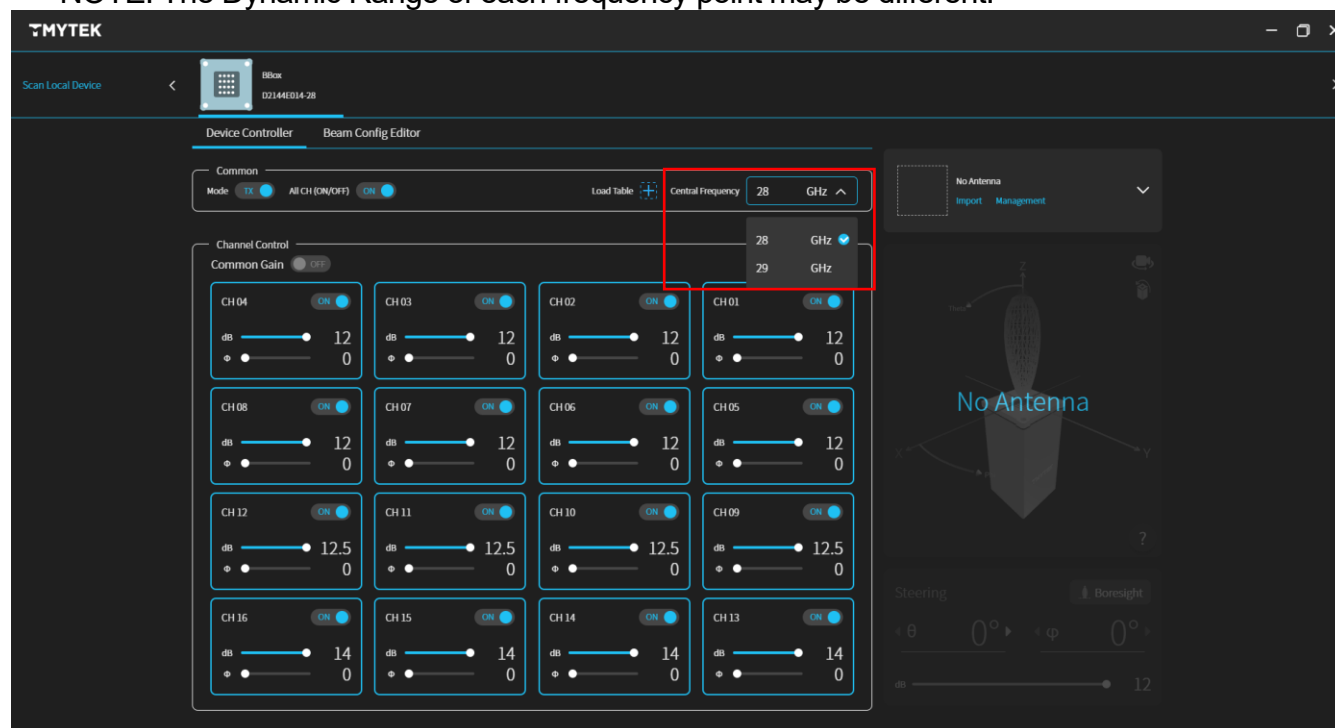 NOTE: The Dynamic Range of each frequency point may be different.
TMYTEK
Scan Local Device
BBox
D2144E014-28
Device Controller Beam Config Editor
Common
Mode TX All CH (ON/OFF) ON Load Table Central Frequency 28 GHz
28 GHz
29 GHz
No Antenna
Import Management
Channel Control
Common Gain OFF
CH 04 ON CH 03 ON CH 02 ON CH 01 ON
dB 12 dB 12 dB 12 dB 12
Φ 0 Φ 0 Φ 0 Φ 0
CH 08 ON CH 07 ON CH 06 ON CH 05 ON
dB 12 dB 12 dB 12 dB 12
Φ 0 Φ 0 Φ 0 Φ 0
CH 12 ON CH 11 ON CH 10 ON CH 09 ON
dB 12.5 dB 12.5 dB 12.5 dB 12.5
Φ 0 Φ 0 Φ 0 Φ 0
CH 16 ON CH 15 ON CH 14 ON CH 13 ON
dB 14 dB 14 dB 14 dB 14
Φ 0 Φ 0 Φ 0 Φ 0
Z
Theta
No Antenna
X Y
?
Steering Boresight
θ 0° φ 0°
dB 12